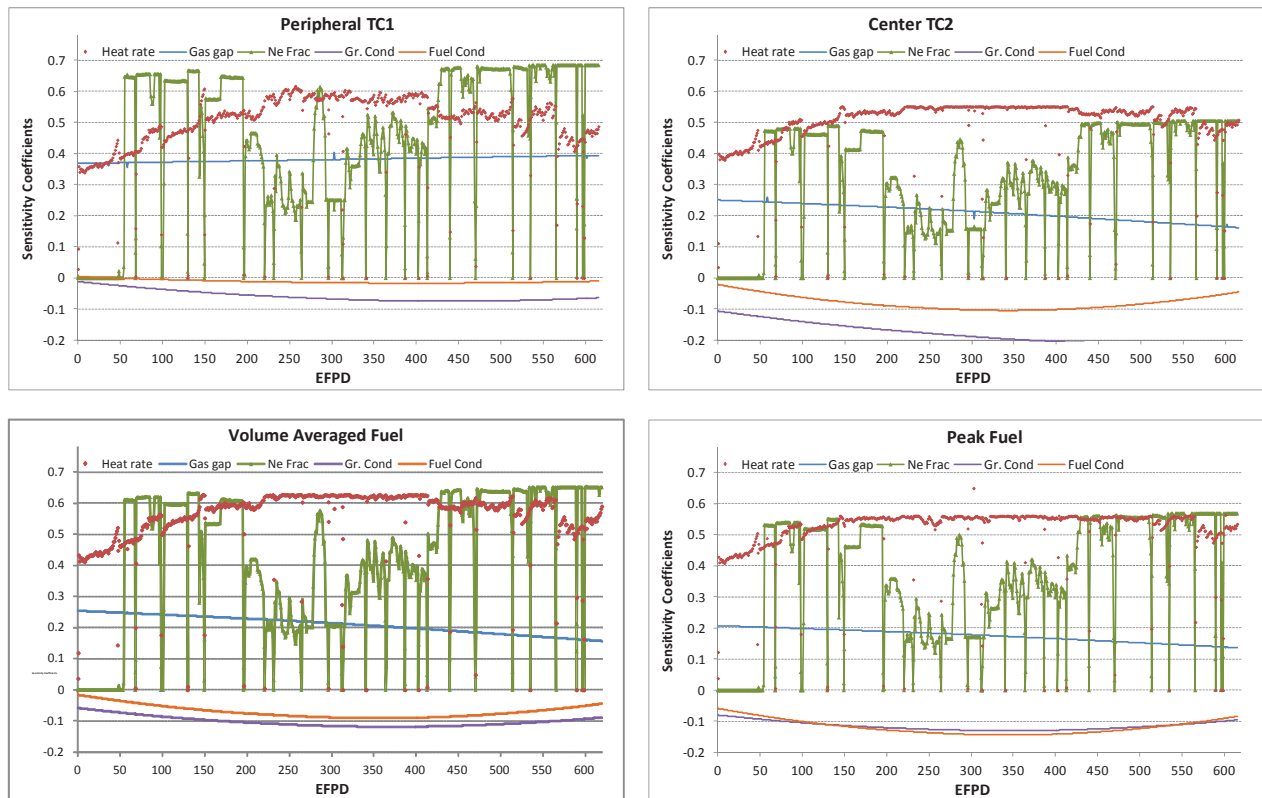 Peripheral TC1
Heat rate Gas gap Ne Frac Gr. Cond Fuel Cond
Sensitivity Coefficients
0.7
0.6
0.5
0.4
0.3
0.2
0.1
0
-0.1
-0.2
0 50 100 150 200 250 300 350 400 450 500 550 600
EFPD
Center TC2
Heat rate Gas gap Ne Frac Gr. Cond Fuel Cond
Sensitivity Coefficients
0.7
0.6
0.5
0.4
0.3
0.2
0.1
0
-0.1
-0.2
0 50 100 150 200 250 300 350 400 450 500 550 600
EFPD
Volume Averaged Fuel
Heat rate Gas gap Ne Frac Gr. Cond Fuel Cond
0.7
0.6
0.5
0.4
0.3
0.2
0.1
0
-0.1
-0.2
0 50 100 150 200 250 300 350 400 450 500 550 600
EFPD
Peak Fuel
Heat rate Gas gap Ne Frac Gr. Cond Fuel Cond
Sensitivity Coefficients
0.7
0.6
0.5
0.4
0.3
0.2
0.1
0
-0.1
-0.2
0 50 100 150 200 250 300 350 400 450 500 550 600
EFPD